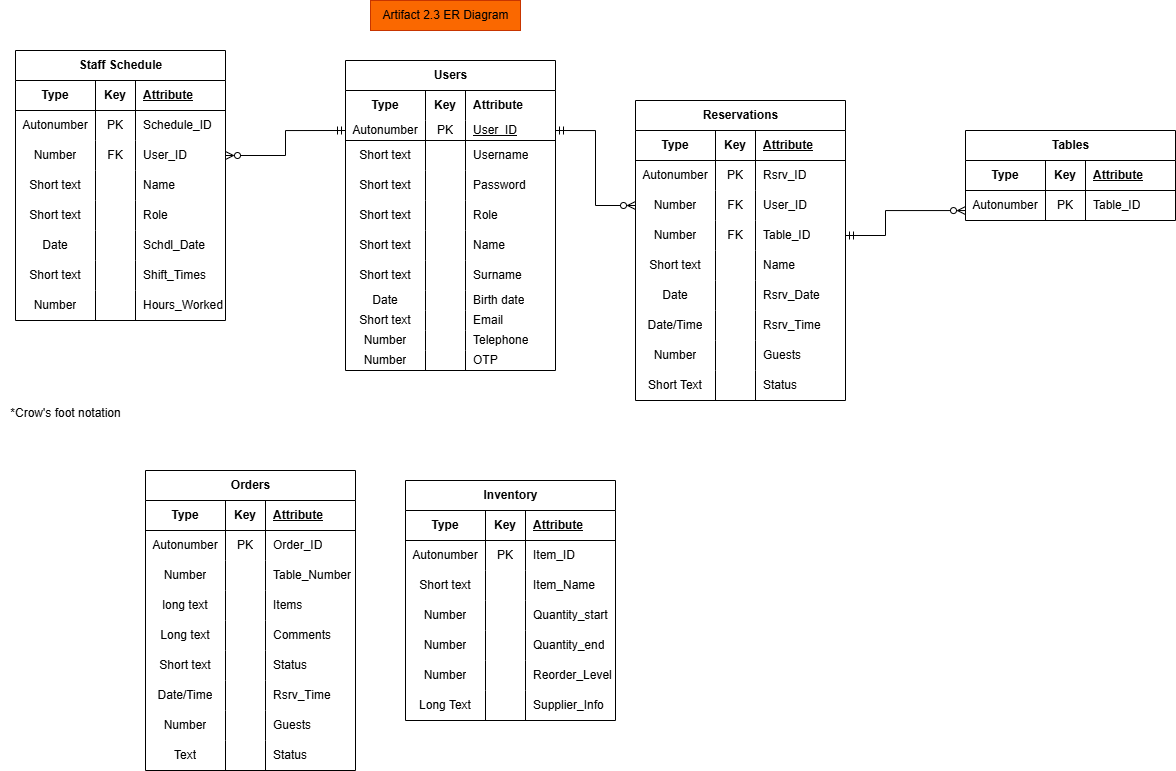 Artifact 2.3 ER Diagram
Staff Schedule
Type Key Attribute
Autonumber PK Schedule_ID
Number FK User_ID
Short text Name
Short text Role
Date Schdl_Date
Short text Shift_Times
Number Hours_Worked
Users
Type Key Attribute
Autonumber PK User_ID
Short text Username
Short text Password
Short text Role
Short text Name
Short text Surname
Date Birth date
Short text Email
Number Telephone
Number OTP
Reservations
Type Key Attribute
Autonumber PK Rsrv_ID
Number FK User_ID
Number FK Table_ID
Short text Name
Date Rsrv_Date
Date/Time Rsrv_Time
Number Guests
Short Text Status
Tables
Type Key Attribute
Autonumber PK Table_ID
*Crow's foot notation
Orders
Type Key Attribute
Autonumber PK Order_ID
Number Table_Number
long text Items
Long text Comments
Short text Status
Date/Time Rsrv_Time
Number Guests
Text Status
Inventory
Type Key Attribute
Autonumber PK Item_ID
Short text Item_Name
Number Quantity_start
Number Quantity_end
Number Reorder_Level
Long Text Supplier_Info